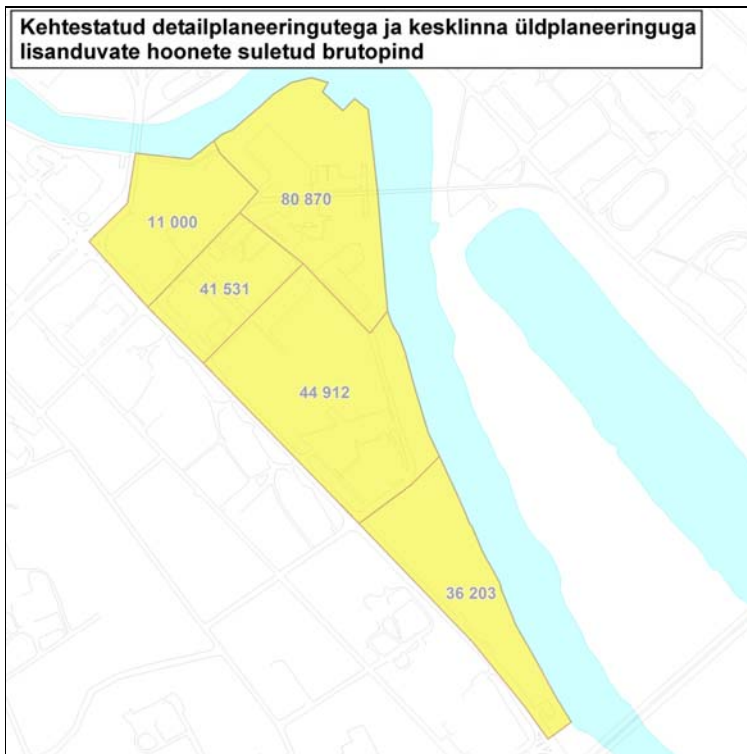 Kehtestatud detailplaneeringutega ja kesklinna üldplaneeringuga
lisanduvate hoonete suletud brutopind
80 870
11 000
41 531
44 912
36 203